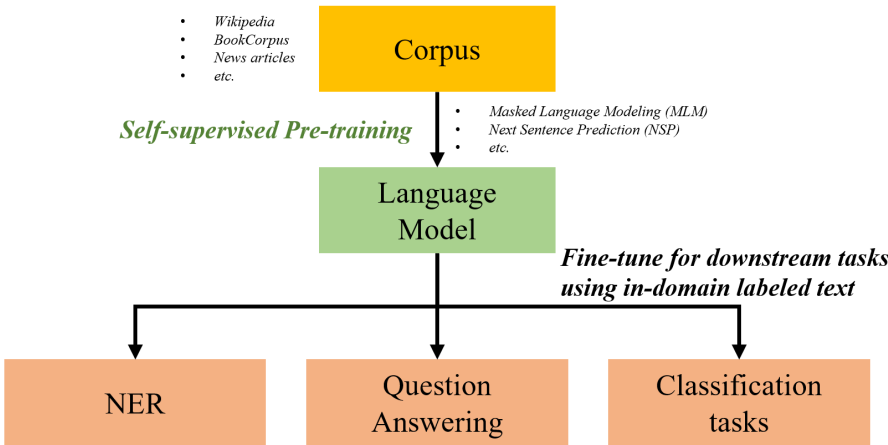 • Wikipedia
• BookCorpus
• News articles
• etc.
Corpus
Self-supervised Pre-training
• Masked Language Modeling (MLM)
• Next Sentence Prediction (NSP)
• etc.
Language
Model
Fine-tune for downstream tasks
using in-domain labeled text
NER
Question
Answering
Classification
tasks